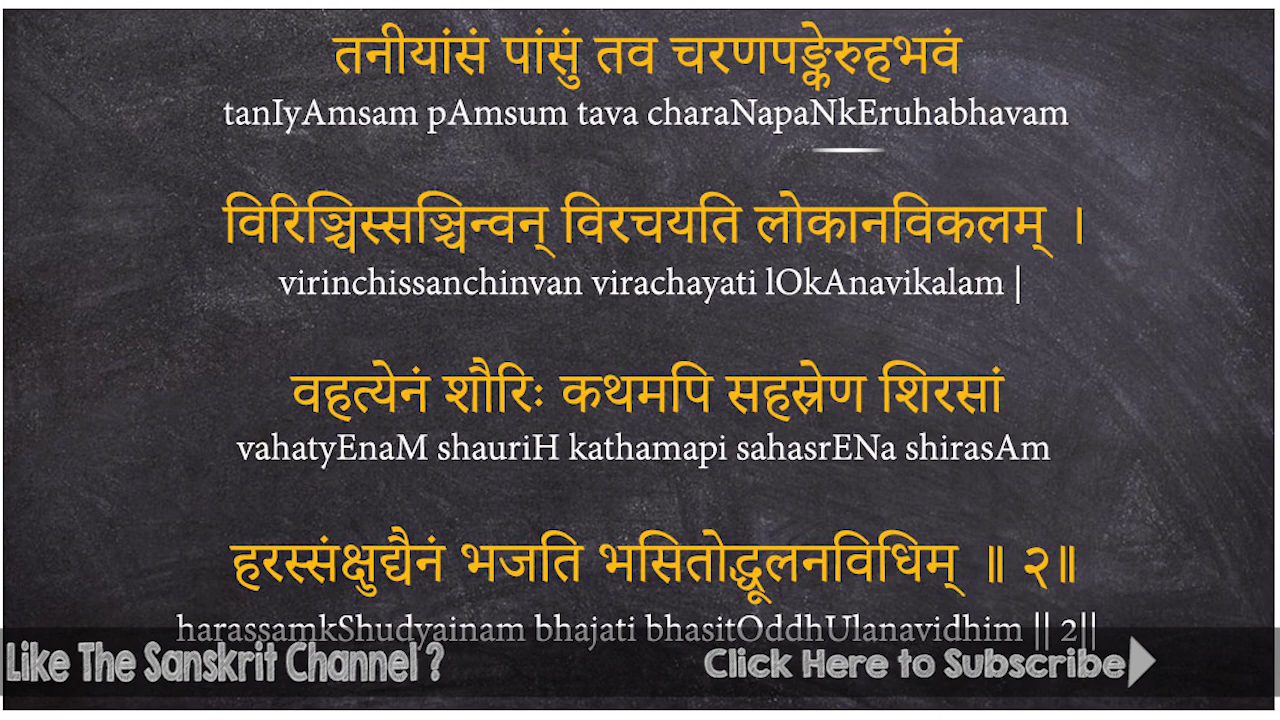 तनीयांसं पांसुं तव चरणपङ्केरुहभवं
tanIyAmsam pAmsum tava charaNapaNkEruhabhavam
विरिञ्चिस्सञ्चिन्वन् विरचयति लोकानविकलम् ।
virinchissanchinvan virachayati lOkAnavikalam |
वहत्येनं शौरिः कथमपि सहस्रेण शिरसां
vahatyEnaM shauriH kathamapi sahasrENa shirasAm
हरस्संक्षुद्यैनं भजति भसितोद्धूलनविधिम् ॥ २॥
harassamkShudyainam bhajati bhasitOddhUlanavidhim || 2||
Like The Sanskrit Channel ? Click Here to Subscribe